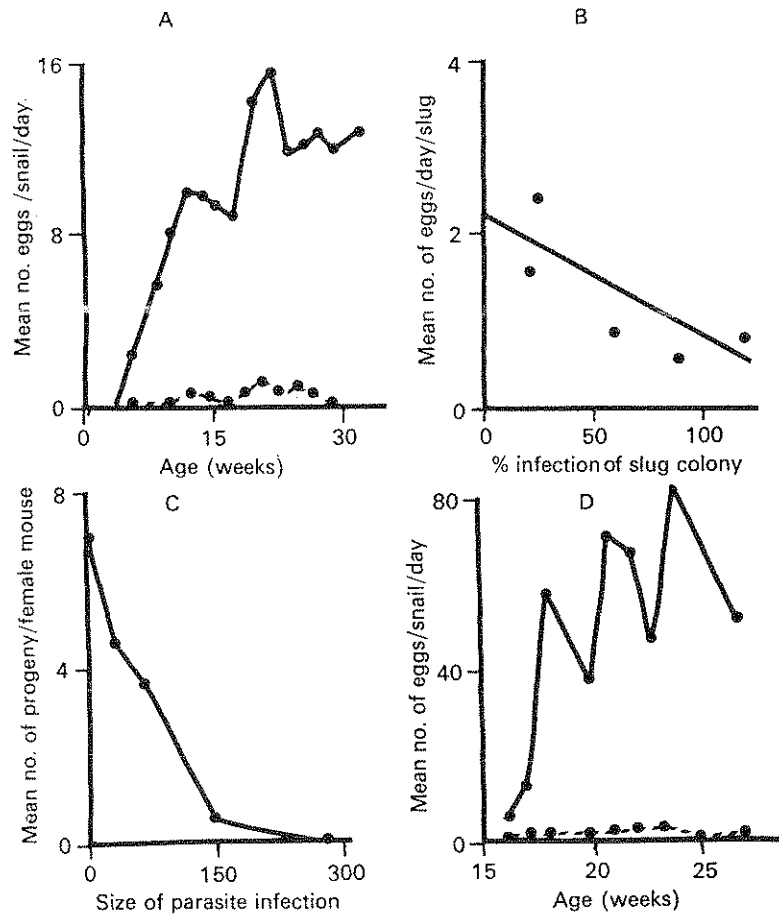 A
Mean no. eggs /snail/day.
16
8
0
0
15
30
Age (weeks)
B
Mean no. of eggs/day/slug
4
2
0
0
50
100
% infection of slug colony
C
Mean no. of progeny/female mouse
8
4
0
0
150
300
Size of parasite infection
D
Mean no. of eggs/snail/day
80
40
0
15
20
25
Age (weeks)